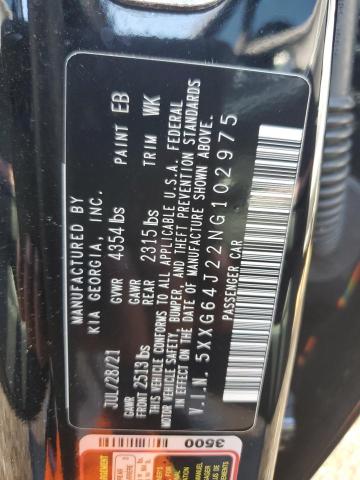 MANUFACTURED BY
KIA GEORGIA, INC.
JUL/28/21 GVWR 4354 lbs PAINT EB
GAWR FRONT 2513 lbs GAWR REAR 2315 lbs TRIM WK
THIS VEHICLE CONFORMS TO ALL APPLICABLE U.S.A. FEDERAL
MOTOR VEHICLE SAFETY, BUMPER, AND THEFT PREVENTION STANDARDS
IN EFFECT ON THE DATE OF MANUFACTURE SHOWN ABOVE.
V.I.N. 5XXG64J22NG102975
PASSENGER CAR
3500